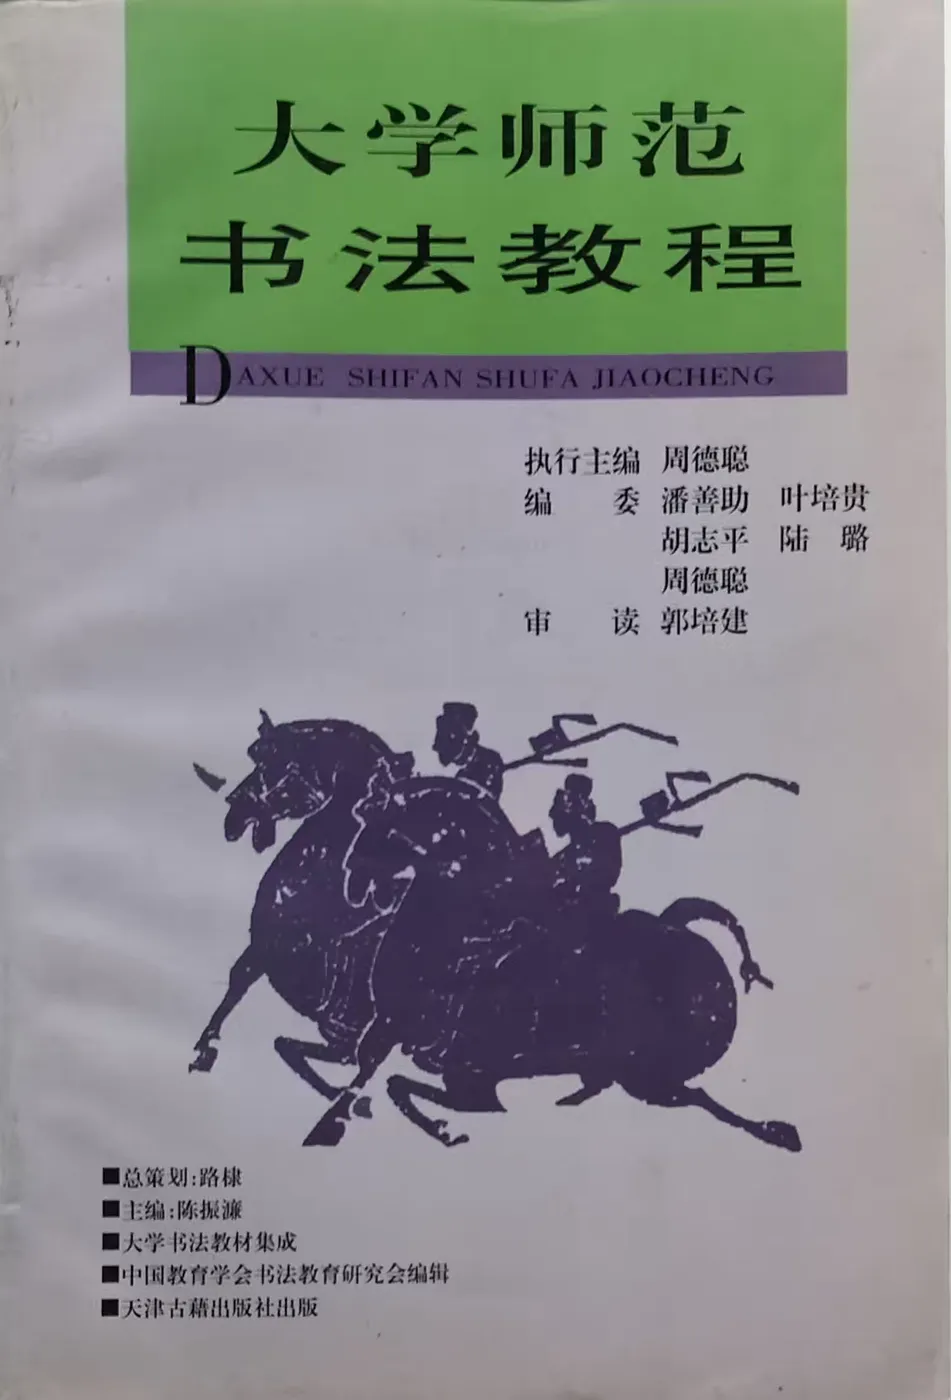 大学师范
书法教程
DAXUE SHIFAN SHUFA JIAOCHENG
执行主编 周德聪
编 委 潘善助 叶培贵
胡志平 陆 璐
周德聪
审 读 郭培建
■总策划:路棣
■主编:陈振濂
■大学书法教材集成
■中国教育学会书法教育研究会编辑
■天津古籍出版社出版